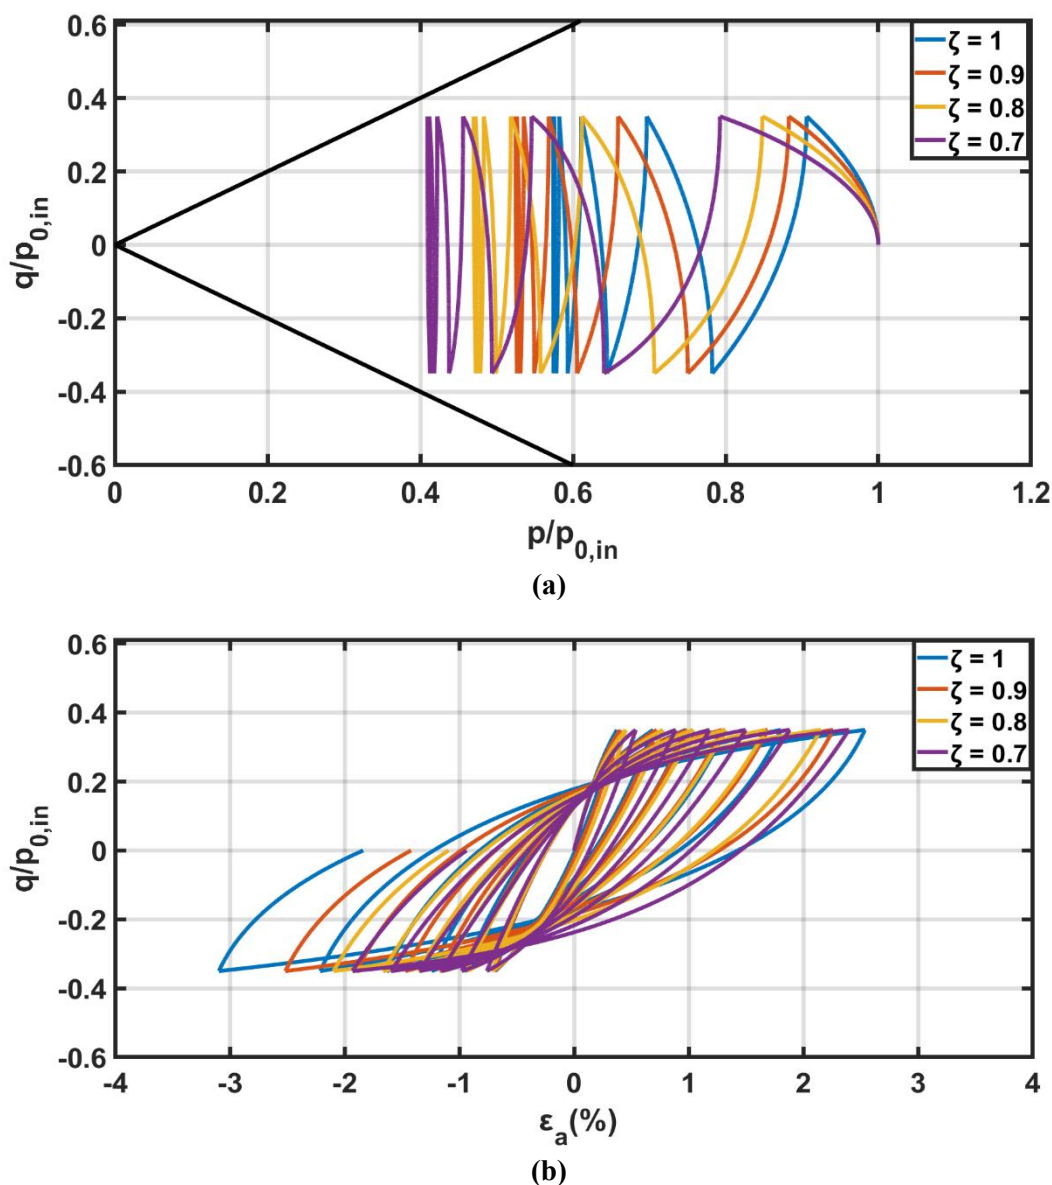 0.6
0.4
0.2
0
-0.2
-0.4
-0.6
q/p0,in
ζ = 1
ζ = 0.9
ζ = 0.8
ζ = 0.7
0 0.2 0.4 0.6 0.8 1 1.2
p/p0,in
(a)
0.6
0.4
0.2
0
-0.2
-0.4
-0.6
q/p0,in
ζ = 1
ζ = 0.9
ζ = 0.8
ζ = 0.7
-4 -3 -2 -1 0 1 2 3 4
εa(%)
(b)